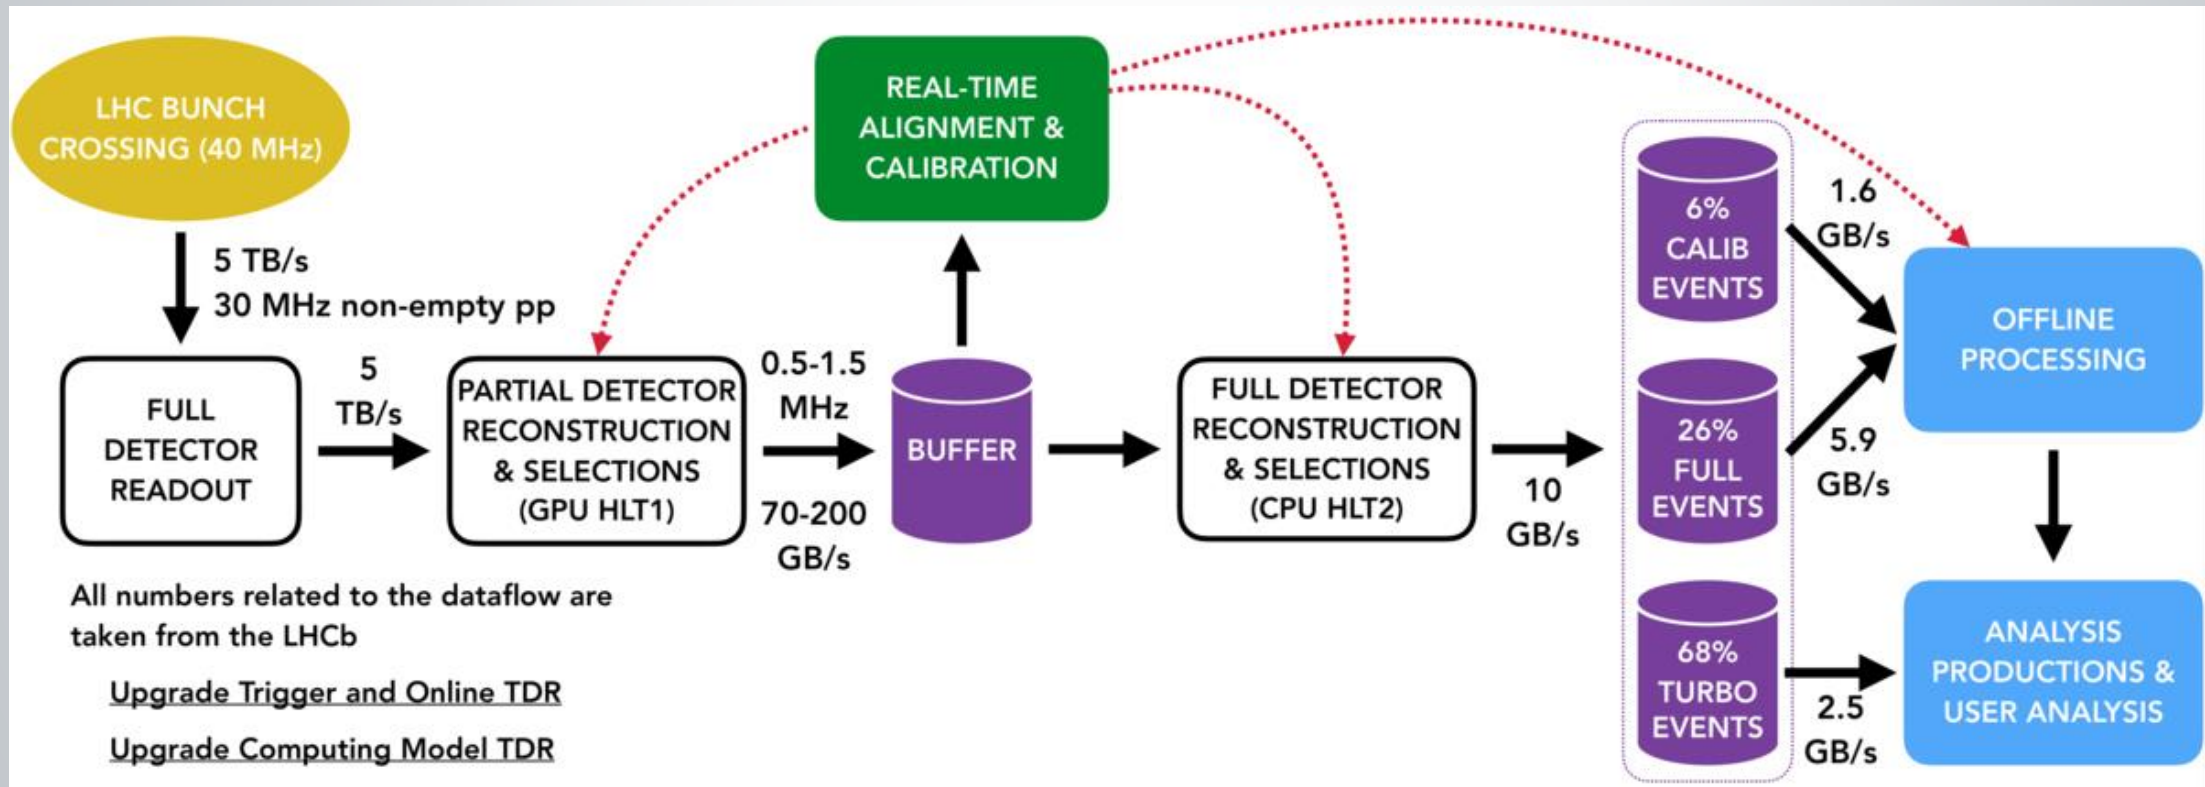 LHC BUNCH
CROSSING (40 MHz)
5 TB/s
30 MHz non-empty pp
FULL
DETECTOR
READOUT
5
TB/s
PARTIAL DETECTOR
RECONSTRUCTION
& SELECTIONS
(GPU HLT1)
0.5-1.5
MHz
70-200
GB/s
BUFFER
REAL-TIME
ALIGNMENT &
CALIBRATION
FULL DETECTOR
RECONSTRUCTION
& SELECTIONS
(CPU HLT2)
10
GB/s
6%
CALIB
EVENTS
1.6
GB/s
26%
FULL
EVENTS
5.9
GB/s
68%
TURBO
EVENTS
2.5
GB/s
OFFLINE
PROCESSING
ANALYSIS
PRODUCTIONS &
USER ANALYSIS
All numbers related to the dataflow are
taken from the LHCb
Upgrade Trigger and Online TDR
Upgrade Computing Model TDR